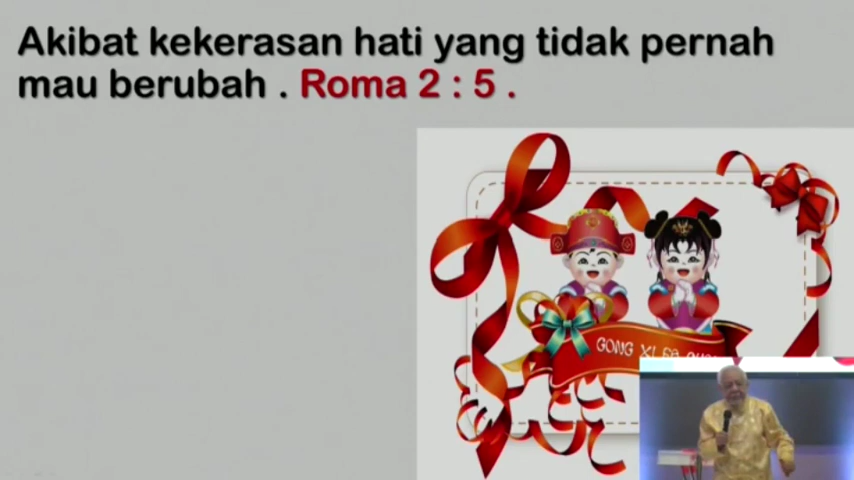 Akibat kekerasan hati yang tidak pernah
mau berubah . Roma 2 : 5 .
GONG XI